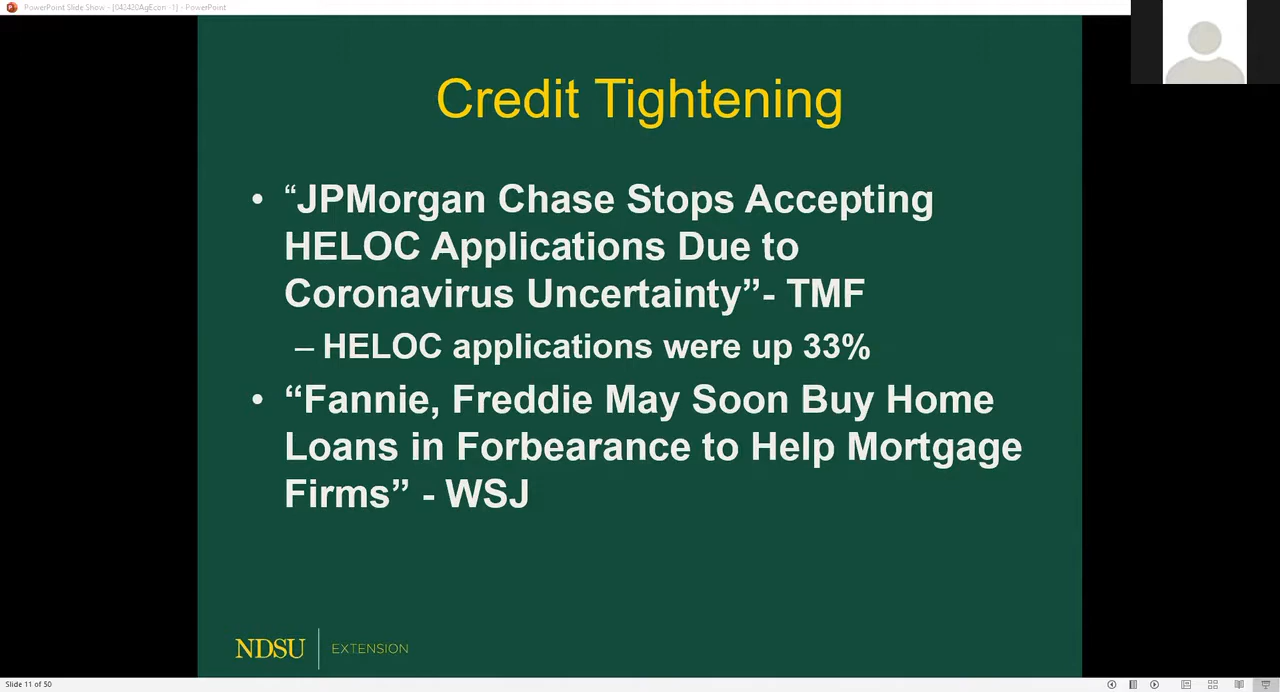 PowerPoint Slide Show - [042420AgEcon -1] - PowerPoint
Credit Tightening
• “JPMorgan Chase Stops Accepting
HELOC Applications Due to
Coronavirus Uncertainty”- TMF
– HELOC applications were up 33%
• “Fannie, Freddie May Soon Buy Home
Loans in Forbearance to Help Mortgage
Firms” - WSJ
NDSU EXTENSION
Slide 11 of 50